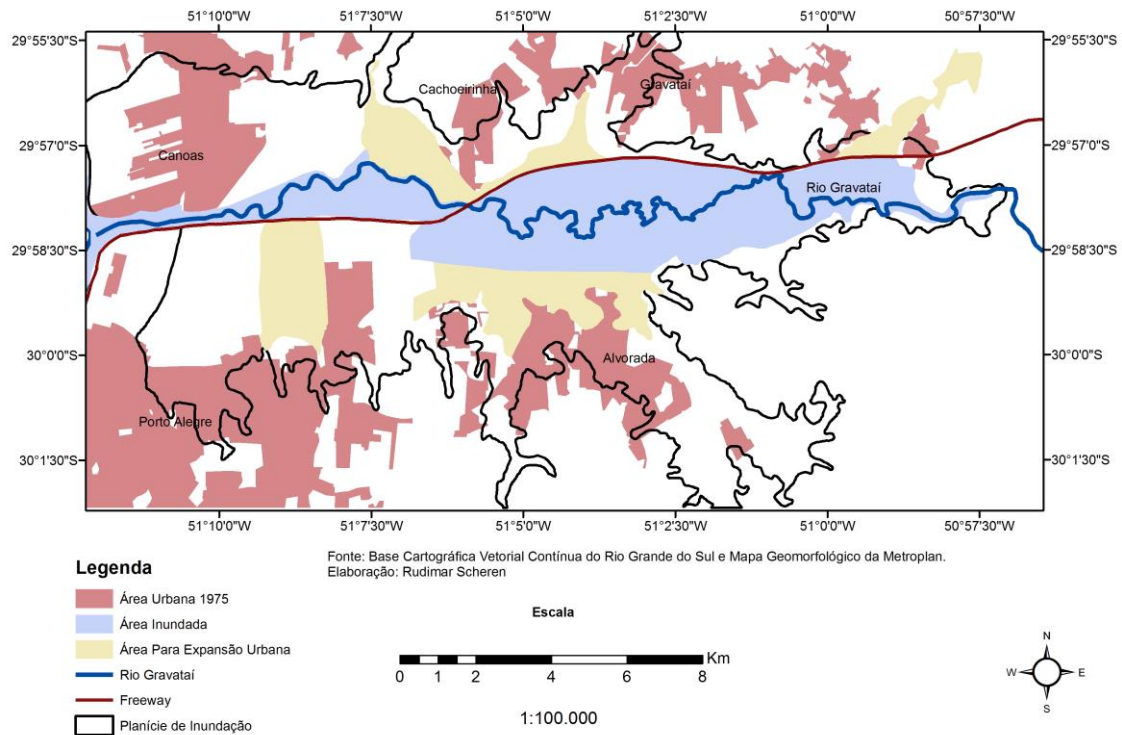 51°10'0"W 51°7'30"W 51°5'0"W 51°2'30"W 51°0'0"W 50°57'30"W
29°55'30"S 29°55'30"S
Cachoeirinha Gravataí
29°57'0"S 29°57'0"S
Canoas
Rio Gravataí
29°58'30"S 29°58'30"S
30°0'0"S 30°0'0"S
Alvorada
Porto Alegre
30°1'30"S 30°1'30"S
51°10'0"W 51°7'30"W 51°5'0"W 51°2'30"W 51°0'0"W 50°57'30"W
Fonte: Base Cartográfica Vetorial Contínua do Rio Grande do Sul e Mapa Geomorfológico da Metroplan.
Elaboração: Rudimar Scheren
Legenda
Área Urbana 1975
Área Inundada
Área Para Expansão Urbana
Rio Gravataí
Freeway
Planície de Inundação
Escala
Km
0 1 2 4 6 8
1:100.000
N
W E
S